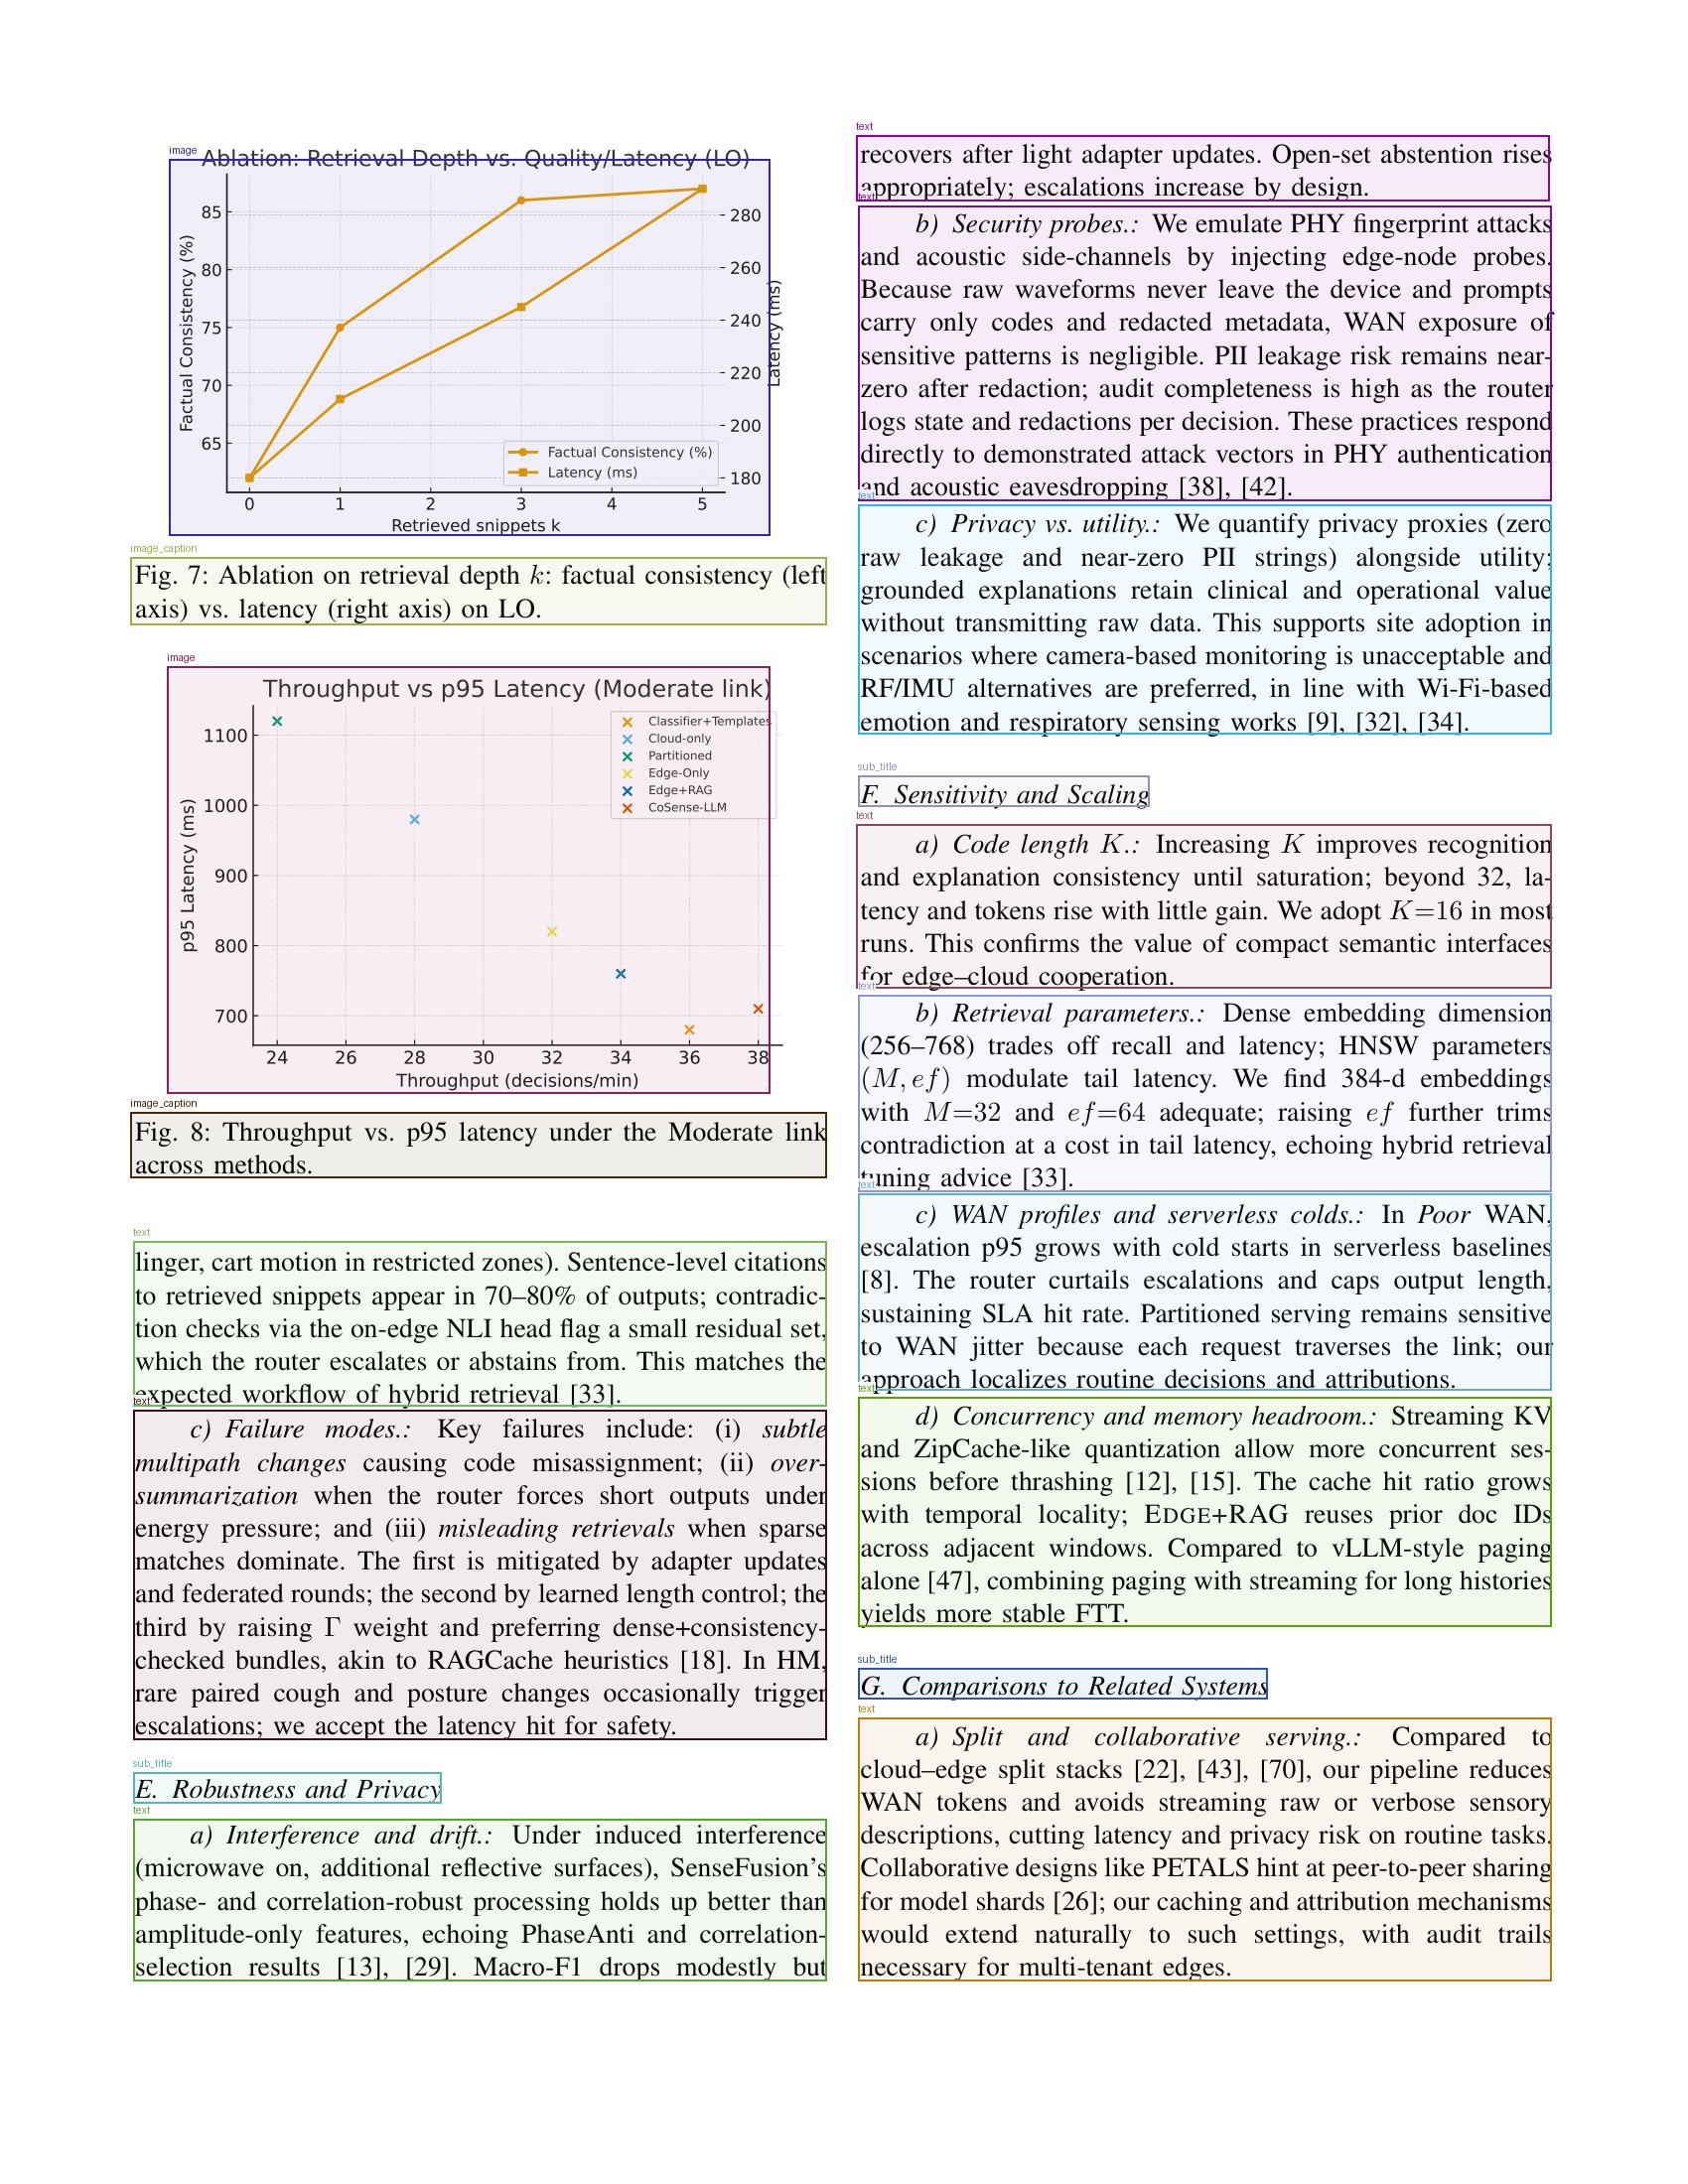 image
Ablation: Retrieval Depth vs. Quality/Latency (LO)
Factual Consistency (%)
85
80
75
70
65
280
260
240
220
200
180
Latency (ms)
Factual Consistency (%)
Latency (ms)
0 1 2 3 4 5
Retrieved snippets k
image_caption
Fig. 7: Ablation on retrieval depth k: factual consistency (left
axis) vs. latency (right axis) on LO.
image
Throughput vs p95 Latency (Moderate link)
p95 Latency (ms)
1100
1000
900
800
700
Classifier+Templates
Cloud-only
Partitioned
Edge-Only
Edge+RAG
CoSense-LLM
24 26 28 30 32 34 36 38
Throughput (decisions/min)
image_caption
Fig. 8: Throughput vs. p95 latency under the Moderate link
across methods.
text
linger, cart motion in restricted zones). Sentence-level citations
to retrieved snippets appear in 70–80% of outputs; contradic-
tion checks via the on-edge NLI head flag a small residual set,
which the router escalates or abstains from. This matches the
expected workflow of hybrid retrieval [33].
text
c) Failure modes.: Key failures include: (i) subtle
multipath changes causing code misassignment; (ii) over-
summarization when the router forces short outputs under
energy pressure; and (iii) misleading retrievals when sparse
matches dominate. The first is mitigated by adapter updates
and federated rounds; the second by learned length control; the
third by raising Γ weight and preferring dense+consistency-
checked bundles, akin to RAGCache heuristics [18]. In HM,
rare paired cough and posture changes occasionally trigger
escalations; we accept the latency hit for safety.
sub_title
E. Robustness and Privacy
text
a) Interference and drift.: Under induced interference
(microwave on, additional reflective surfaces), SenseFusion's
phase- and correlation-robust processing holds up better than
amplitude-only features, echoing PhaseAnti and correlation-
selection results [13], [29]. Macro-F1 drops modestly but
text
recovers after light adapter updates. Open-set abstention rises
appropriately; escalations increase by design.
text
b) Security probes.: We emulate PHY fingerprint attacks
and acoustic side-channels by injecting edge-node probes.
Because raw waveforms never leave the device and prompts
carry only codes and redacted metadata, WAN exposure of
sensitive patterns is negligible. PII leakage risk remains near-
zero after redaction; audit completeness is high as the router
logs state and redactions per decision. These practices respond
directly to demonstrated attack vectors in PHY authentication
and acoustic eavesdropping [38], [42].
text
c) Privacy vs. utility.: We quantify privacy proxies (zero
raw leakage and near-zero PII strings) alongside utility;
grounded explanations retain clinical and operational value
without transmitting raw data. This supports site adoption in
scenarios where camera-based monitoring is unacceptable and
RF/IMU alternatives are preferred, in line with Wi-Fi-based
emotion and respiratory sensing works [9], [32], [34].
sub_title
F. Sensitivity and Scaling
text
a) Code length K.: Increasing K improves recognition
and explanation consistency until saturation; beyond 32, la-
tency and tokens rise with little gain. We adopt K=16 in most
runs. This confirms the value of compact semantic interfaces
for edge–cloud cooperation.
text
b) Retrieval parameters.: Dense embedding dimension
(256–768) trades off recall and latency; HNSW parameters
(M, ef) modulate tail latency. We find 384-d embeddings
with M=32 and ef=64 adequate; raising ef further trims
contradiction at a cost in tail latency, echoing hybrid retrieval
tuning advice [33].
text
c) WAN profiles and serverless colds.: In Poor WAN,
escalation p95 grows with cold starts in serverless baselines
[8]. The router curtails escalations and caps output length,
sustaining SLA hit rate. Partitioned serving remains sensitive
to WAN jitter because each request traverses the link; our
approach localizes routine decisions and attributions.
text
d) Concurrency and memory headroom.: Streaming KV
and ZipCache-like quantization allow more concurrent ses-
sions before thrashing [12], [15]. The cache hit ratio grows
with temporal locality; EDGE+RAG reuses prior doc IDs
across adjacent windows. Compared to vLLM-style paging
alone [47], combining paging with streaming for long histories
yields more stable FTT.
sub_title
G. Comparisons to Related Systems
text
a) Split and collaborative serving.: Compared to
cloud–edge split stacks [22], [43], [70], our pipeline reduces
WAN tokens and avoids streaming raw or verbose sensory
descriptions, cutting latency and privacy risk on routine tasks.
Collaborative designs like PETALS hint at peer-to-peer sharing
for model shards [26]; our caching and attribution mechanisms
would extend naturally to such settings, with audit trails
necessary for multi-tenant edges.